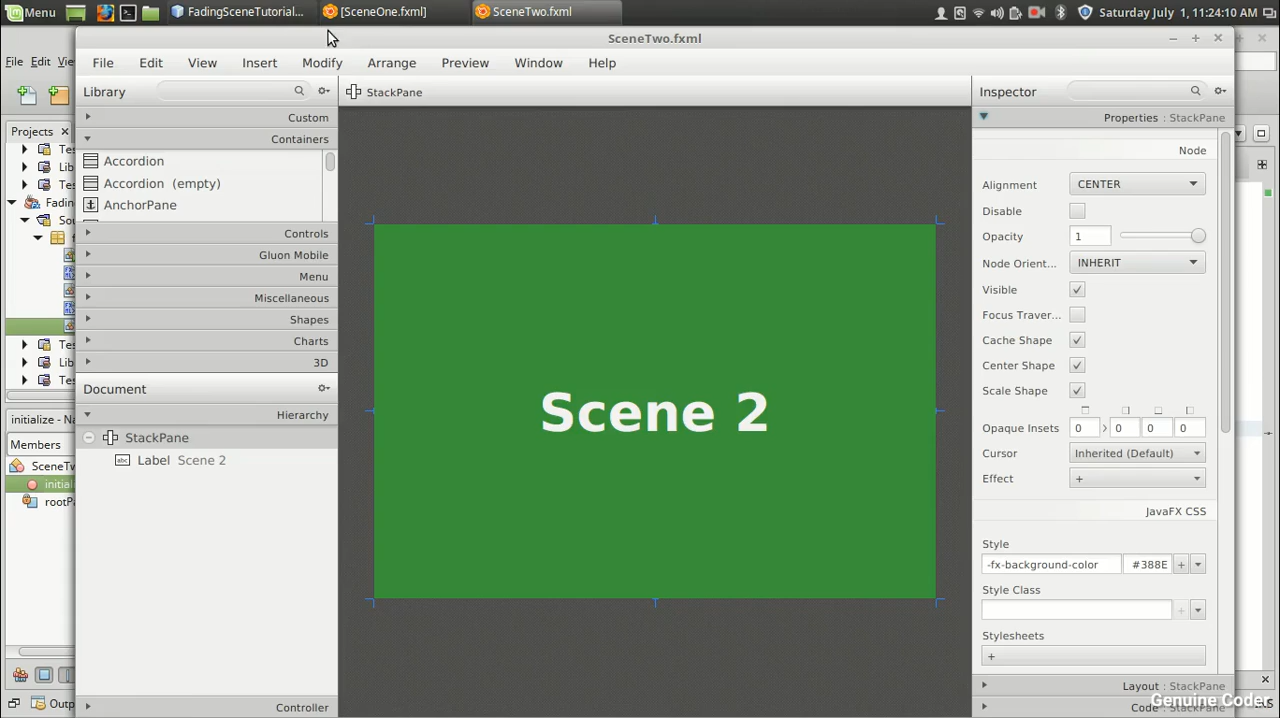 Menu
FadingSceneTutorial...
[SceneOne.fxml]
SceneTwo.fxml
Saturday July 1, 11:24:10 AM
SceneTwo.fxml
File Edit
File Edit View Insert Modify Arrange Preview Window Help
Projects
Library
Custom
Containers
Accordion
Accordion (empty)
AnchorPane
Controls
Gluon Mobile
Menu
Miscellaneous
Shapes
Charts
3D
Document
Hierarchy
StackPane
Label Scene 2
Controller
StackPane
Scene 2
Inspector
Properties : StackPane
Node
Alignment CENTER
Disable
Opacity 1
Node Orient... INHERIT
Visible
Focus Traver...
Cache Shape
Center Shape
Scale Shape
Opaque Insets 0 0 0 0
Cursor Inherited (Default)
Effect +
JavaFX CSS
Style
-fx-background-color #388E
Style Class
Stylesheets
+
Layout : StackPane
Code : StackPane
Genuine Coder
Members